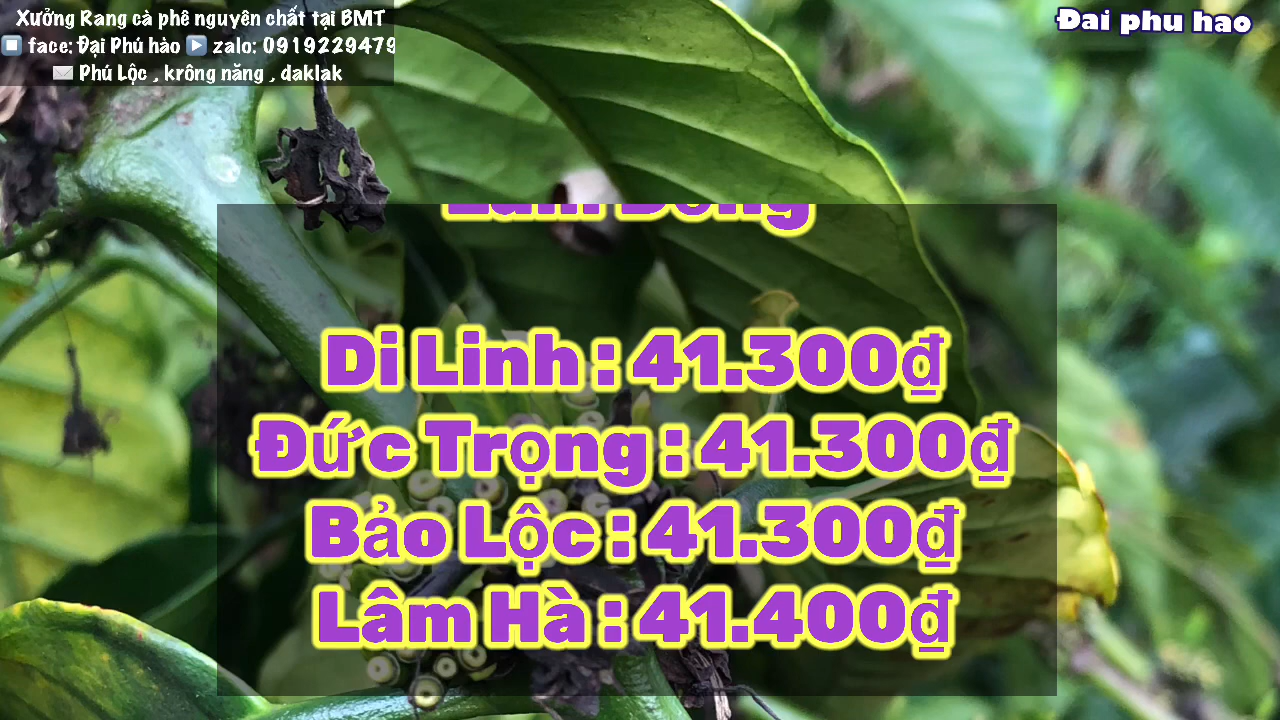 Xưởng Rang cà phê nguyên chất tại BMT
face: Đại Phú hào ▶ zalo: 0919229479
Phú Lộc , krông năng , daklak
Đai phu hao
Lâm Đồng
Di Linh : 41.300₫
Đức Trọng : 41.300₫
Bảo Lộc : 41.300₫
Lâm Hà : 41.400₫